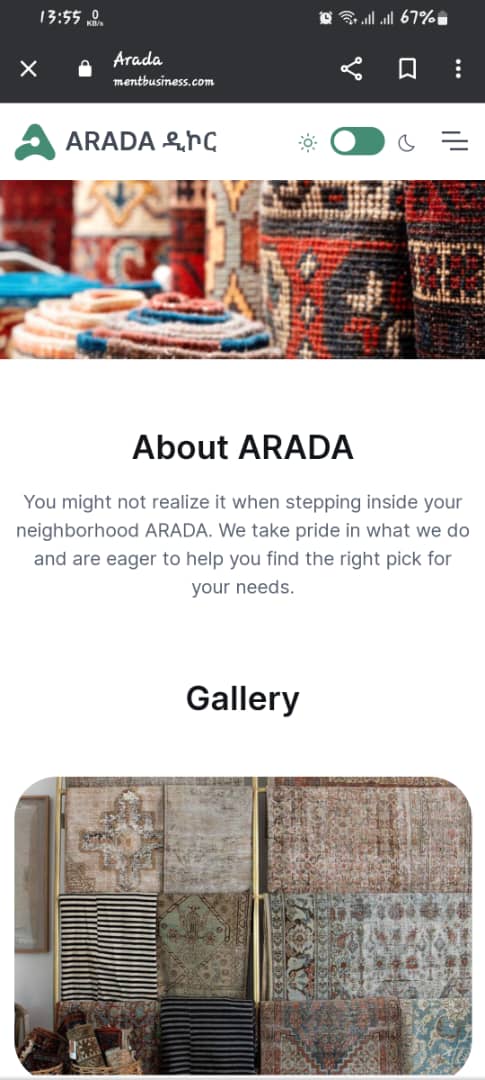 13:55 0 KB/s 67%
Arada
mentbusiness.com
ARADA ዲኮር
About ARADA
You might not realize it when stepping inside your
neighborhood ARADA. We take pride in what we do
and are eager to help you find the right pick for
your needs.
Gallery